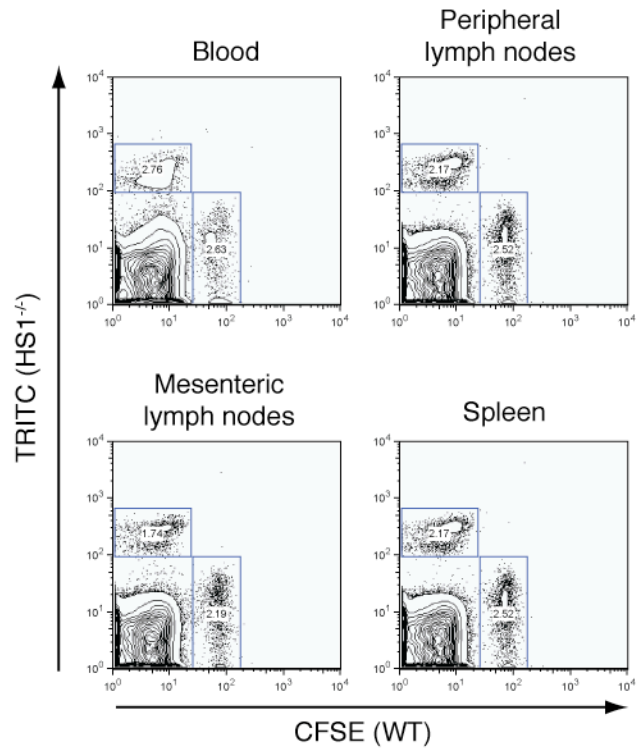 Blood
Peripheral
lymph nodes
10⁴
10³
10²
10¹
10⁰
2.76
2.63
10⁰ 10¹ 10² 10³ 10⁴
10⁴
10³
10²
10¹
10⁰
2.17
2.52
10⁰ 10¹ 10² 10³ 10⁴
Mesenteric
lymph nodes
Spleen
10⁴
10³
10²
10¹
10⁰
1.74
2.19
10⁰ 10¹ 10² 10³ 10⁴
10⁴
10³
10²
10¹
10⁰
2.17
2.52
10⁰ 10¹ 10² 10³ 10⁴
TRITC (HS1⁻/⁻)
CFSE (WT)